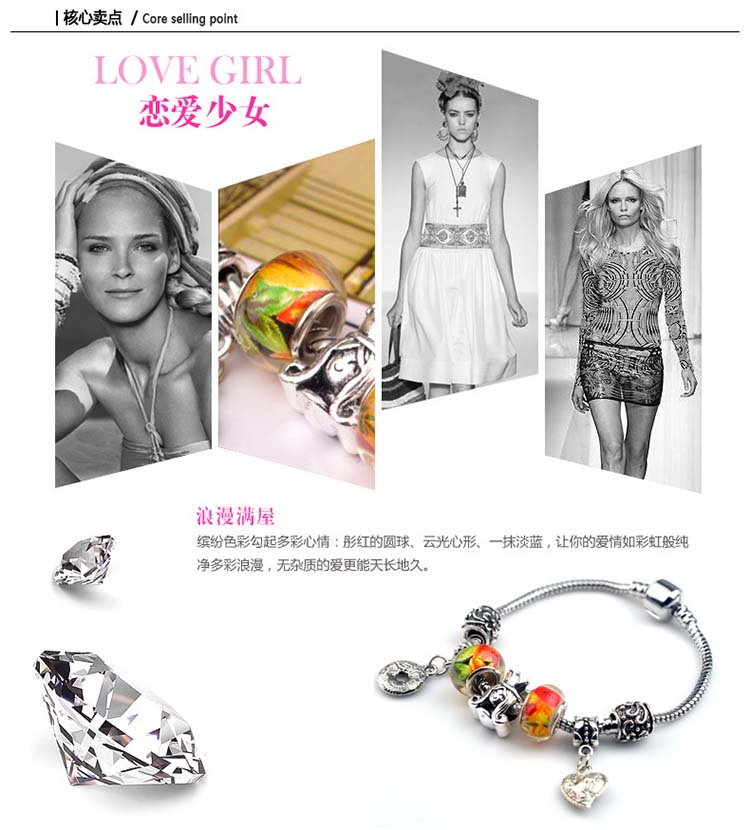 核心卖点 / Core selling point
LOVE GIRL
恋爱少女
浪漫满屋
缤纷色彩勾起多彩心情：彤红的圆球、云光心形、一抹淡蓝，让你的爱情如彩虹般纯
净多彩浪漫，无杂质的爱更能天长地久。